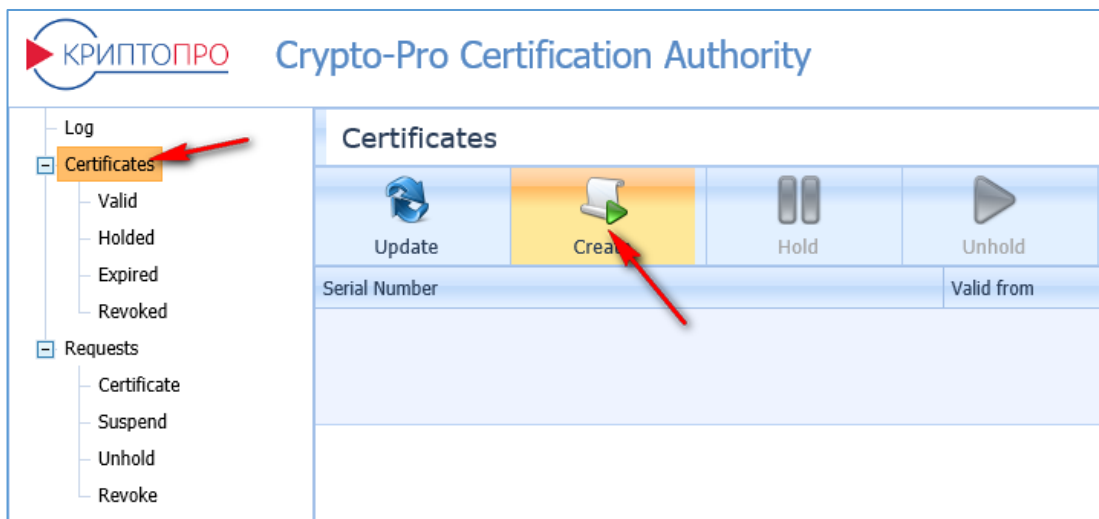 КРИПТОПРО Crypto-Pro Certification Authority
Log
Certificates
Valid
Holded
Expired
Revoked
Requests
Certificate
Suspend
Unhold
Revoke
Certificates
Update Create Hold Unhold
Serial Number Valid from